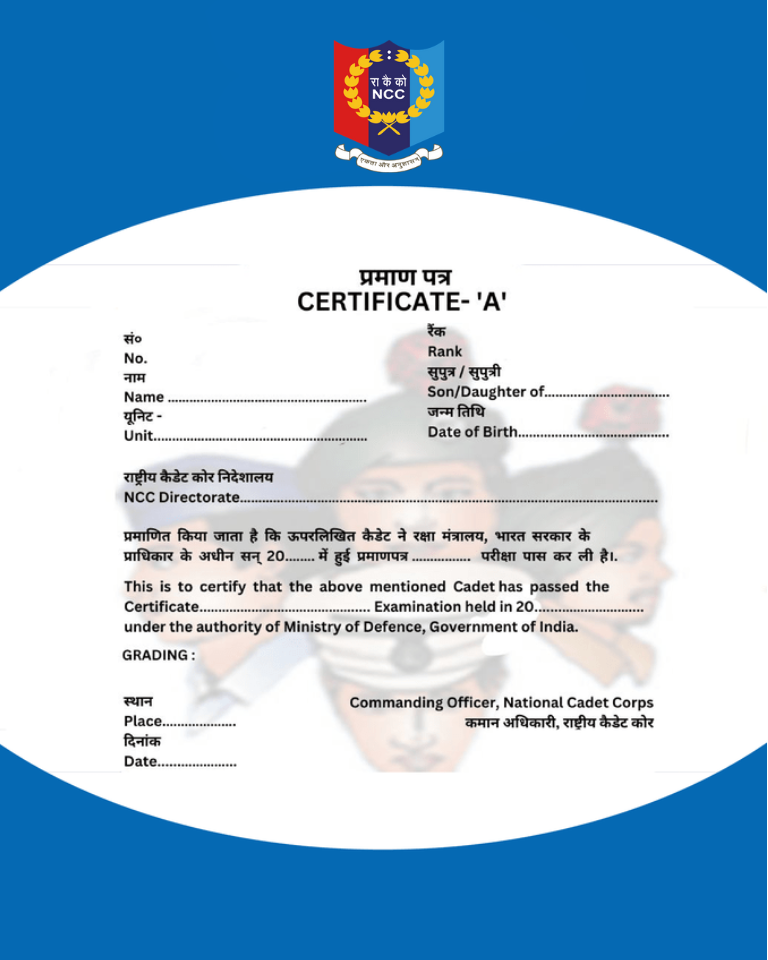 रा कै को
NCC
एकता और अनुशासन
प्रमाण पत्र
CERTIFICATE- 'A'
सं०
No.
नाम
Name ........................................................
यूनिट -
Unit............................................................
रैंक
Rank
सुपुत्र / सुपुत्री
Son/Daughter of...................................
जन्म तिथि
Date of Birth..........................................
राष्ट्रीय कैडेट कोर निदेशालय
NCC Directorate.....................................................................................................................
प्रमाणित किया जाता है कि ऊपरलिखित कैडेट ने रक्षा मंत्रालय, भारत सरकार के
प्राधिकार के अधीन सन् 20........ में हुई प्रमाणपत्र ................ परीक्षा पास कर ली है।.
This is to certify that the above mentioned Cadet has passed the
Certificate................................................ Examination held in 20...............................
under the authority of Ministry of Defence, Government of India.
GRADING :
स्थान
Place.....................
दिनांक
Date......................
Commanding Officer, National Cadet Corps
कमान अधिकारी, राष्ट्रीय कैडेट कोर